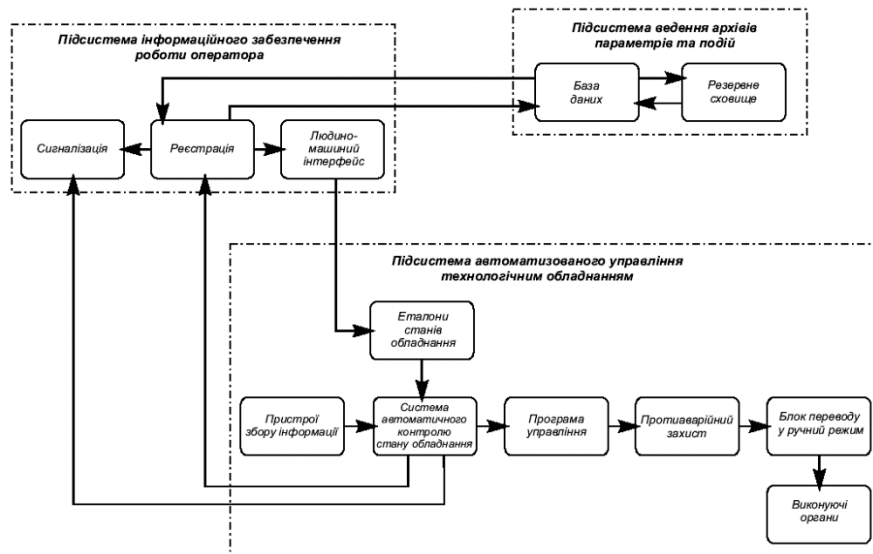 Підсистема інформаційного забезпечення
роботи оператора
Підсистема ведення архівів
параметрів та подій
База
даних
Резервне
сховище
Сигналізація
Реєстрація
Людино-
машиний
інтерфейс
Підсистема автоматизованого управління
технологічним обладнанням
Еталони
станів
обладнання
Пристрої
збору інформації
Система
автоматичного
контролю
стану обладнання
Програма
управління
Протиаварійний
захист
Блок переводу
у ручний режим
Виконуючі
органи